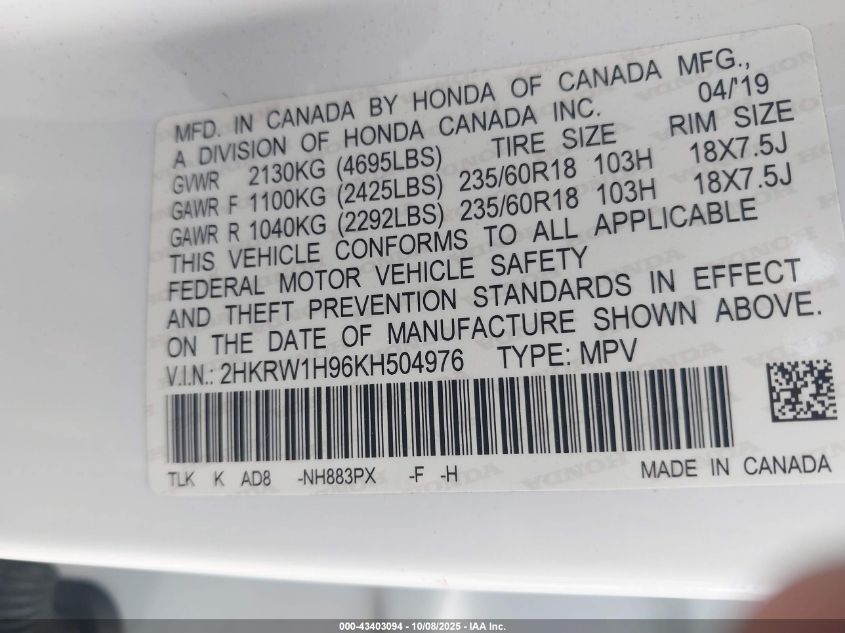 MFD. IN CANADA BY HONDA OF CANADA MFG.,
A DIVISION OF HONDA CANADA INC. 04/'19
GVWR 2130KG (4695LBS) TIRE SIZE RIM SIZE
GAWR F 1100KG (2425LBS) 235/60R18 103H 18X7.5J
GAWR R 1040KG (2292LBS) 235/60R18 103H 18X7.5J
THIS VEHICLE CONFORMS TO ALL APPLICABLE
FEDERAL MOTOR VEHICLE SAFETY
AND THEFT PREVENTION STANDARDS IN EFFECT
ON THE DATE OF MANUFACTURE SHOWN ABOVE.
V.I.N.: 2HKRW1H96KH504976 TYPE: MPV
TLK K AD8 -NH883PX -F -H MADE IN CANADA
000-43403094 - 10/08/2025 - IAA Inc.